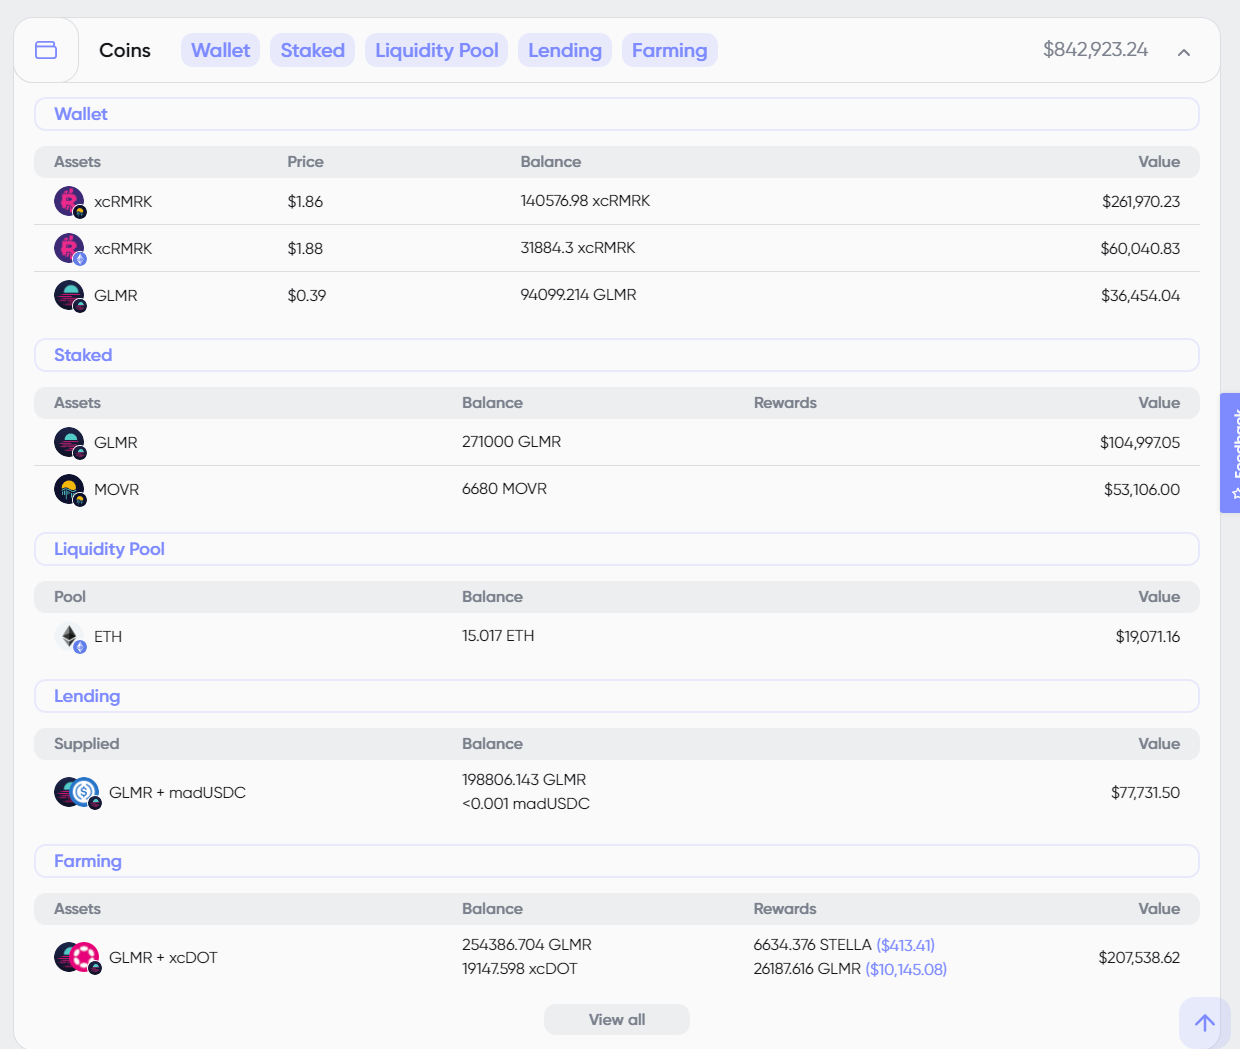 Coins Wallet Staked Liquidity Pool Lending Farming $842,923.24
Wallet
Assets Price Balance Value
xcRMRK $1.86 140576.98 xcRMRK $261,970.23
xcRMRK $1.88 31884.3 xcRMRK $60,040.83
GLMR $0.39 94099.214 GLMR $36,454.04
Staked
Assets Balance Rewards Value
GLMR 271000 GLMR $104,997.05
MOVR 6680 MOVR $53,106.00
Feedback
Liquidity Pool
Pool Balance Value
ETH 15.017 ETH $19,071.16
Lending
Supplied Balance Value
GLMR + madUSDC 198806.143 GLMR $77,731.50
<0.001 madUSDC
Farming
Assets Balance Rewards Value
GLMR + xcDOT 254386.704 GLMR 6634.376 STELLA ($413.41) $207,538.62
19147.598 xcDOT 26187.616 GLMR ($10,145.08)
View all